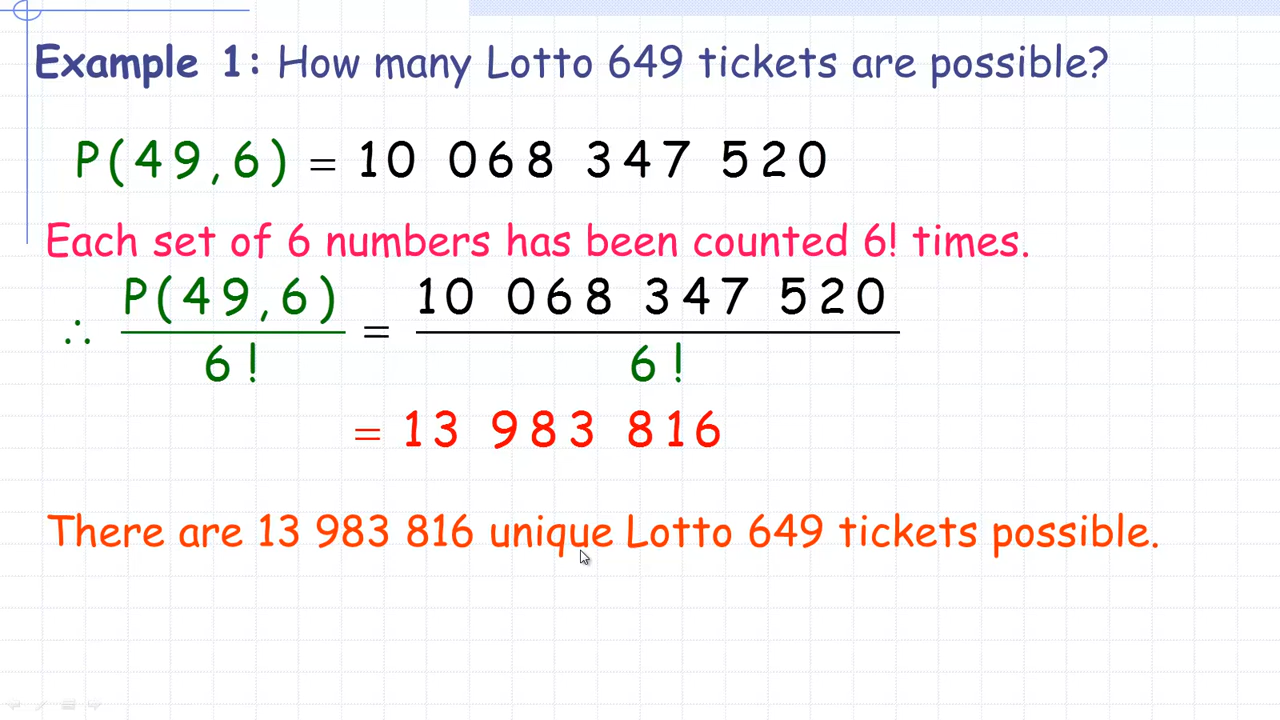 Example 1: How many Lotto 649 tickets are possible?
P(49,6) = 10 068 347 520
Each set of 6 numbers has been counted 6! times.
∴ P(49,6) / 6! = 10 068 347 520 / 6!
= 13 983 816
There are 13 983 816 unique Lotto 649 tickets possible.